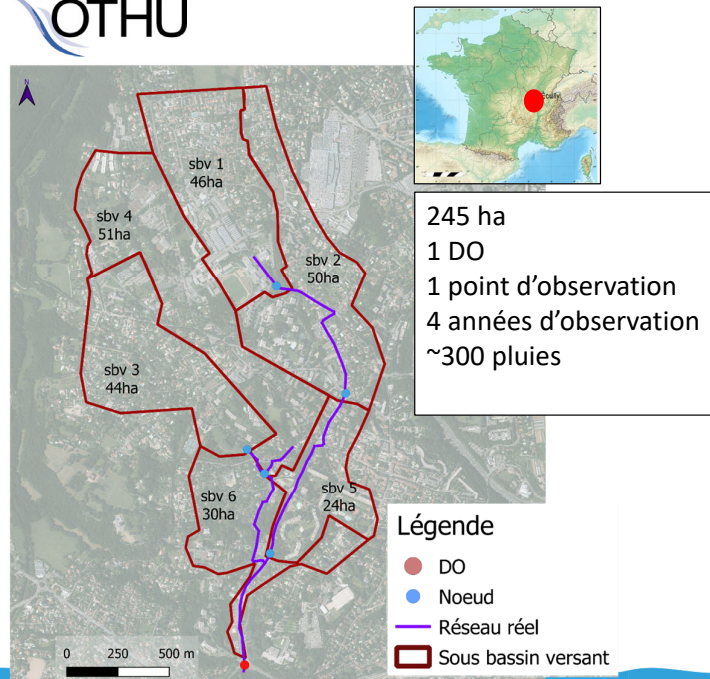 OTHU
N
Écully
sbv 1
46ha
sbv 4
51ha
sbv 2
50ha
sbv 3
44ha
sbv 5
24ha
sbv 6
30ha
245 ha
1 DO
1 point d’observation
4 années d’observation
~300 pluies
Légende
DO
Noeud
Réseau réel
Sous bassin versant
0 250 500 m